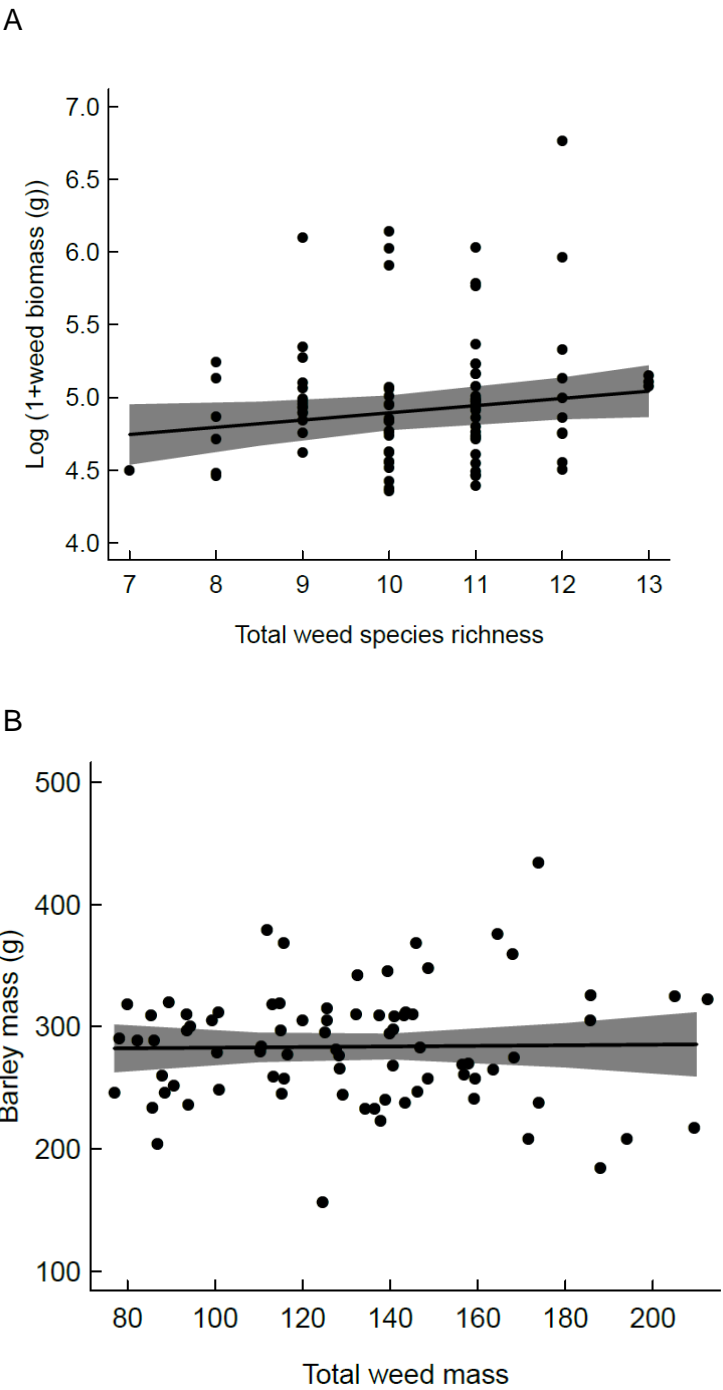 A
7.0
6.5
6.0
5.5
5.0
4.5
4.0
Log (1+weed biomass (g))
7 8 9 10 11 12 13
Total weed species richness
B
500
400
300
200
100
Barley mass (g)
80 100 120 140 160 180 200
Total weed mass